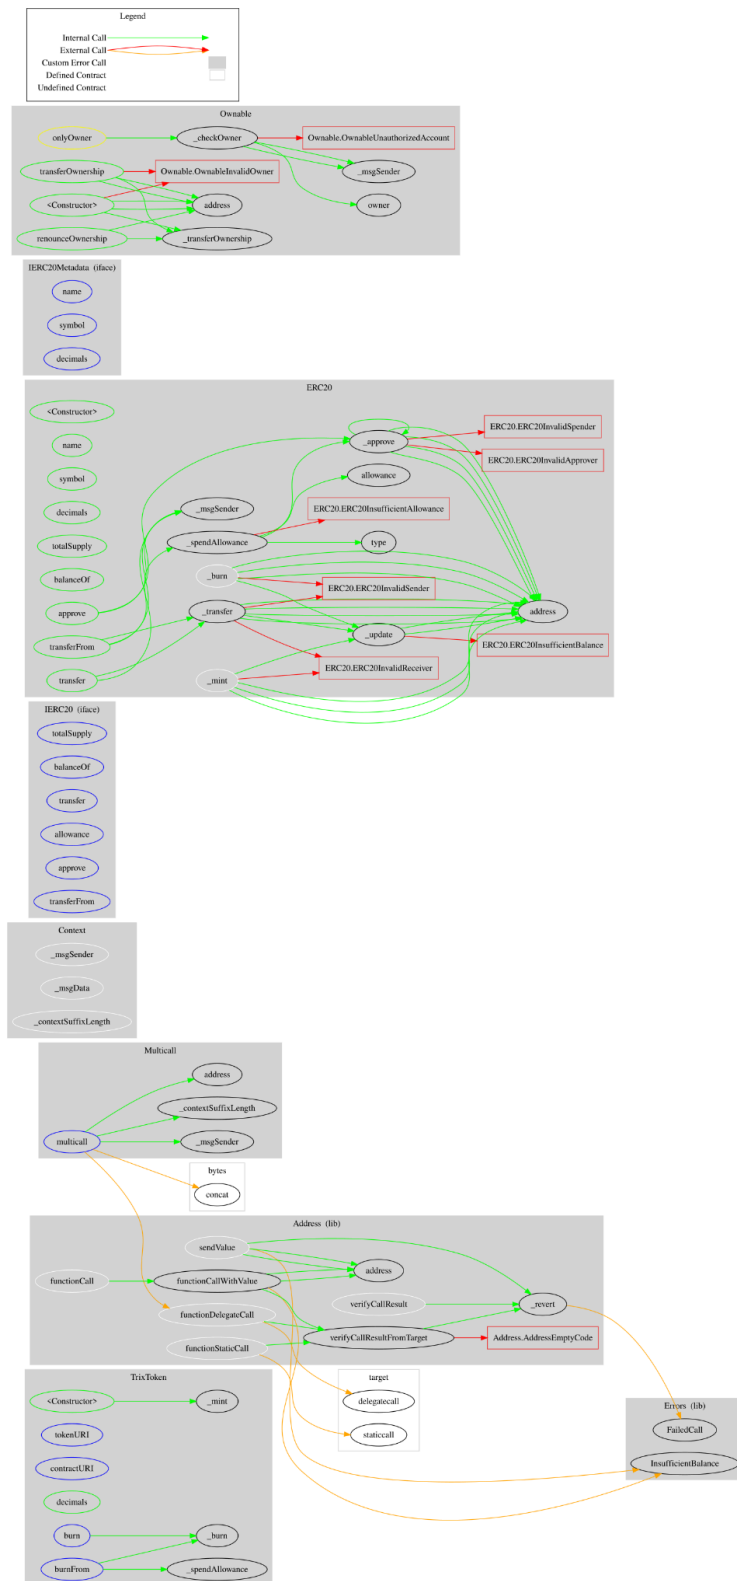 Legend
Internal Call
External Call
Custom Error Call
Defined Contract
Undefined Contract
Ownable
onlyOwner
_checkOwner
Ownable.OwnableUnauthorizedAccount
transferOwnership
Ownable.OwnableInvalidOwner
_msgSender
<Constructor>
address
owner
renounceOwnership
_transferOwnership
IERC20Metadata (iface)
name
symbol
decimals
ERC20
<Constructor>
name
symbol
decimals
totalSupply
balanceOf
approve
transferFrom
transfer
_msgSender
_spendAllowance
_burn
_transfer
_mint
_approve
allowance
ERC20.ERC20InsufficientAllowance
type
ERC20.ERC20InvalidSender
_update
ERC20.ERC20InvalidReceiver
ERC20.ERC20InvalidSpender
ERC20.ERC20InvalidApprover
address
ERC20.ERC20InsufficientBalance
IERC20 (iface)
totalSupply
balanceOf
transfer
allowance
approve
transferFrom
Context
_msgSender
_msgData
_contextSuffixLength
Multicall
address
_contextSuffixLength
multicall
_msgSender
bytes
concat
Address (lib)
sendValue
functionCall
functionCallWithValue
address
functionDelegateCall
verifyCallResult
_revert
functionStaticCall
verifyCallResultFromTarget
Address.AddressEmptyCode
target
delegatecall
staticcall
Errors (lib)
FailedCall
InsufficientBalance
TrixToken
<Constructor>
_mint
tokenURI
contractURI
decimals
burn
_burn
burnFrom
_spendAllowance